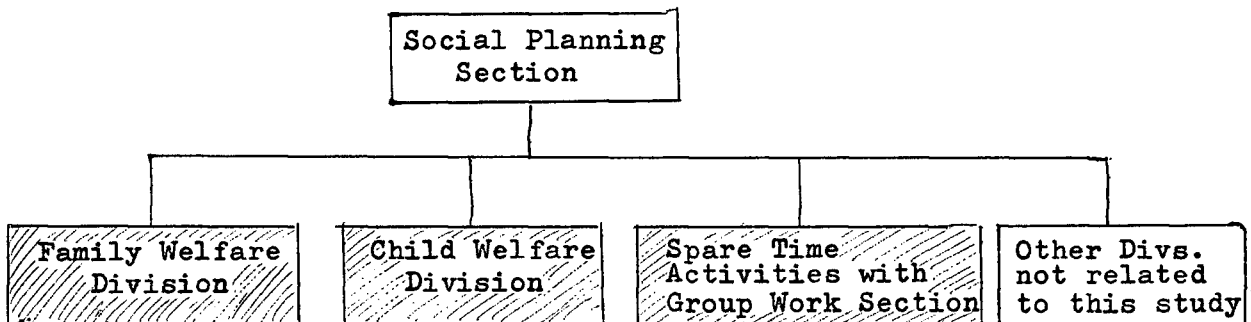 Social Planning
Section
Family Welfare
Division
Child Welfare
Division
Spare Time
Activities with
Group Work Section
Other Divs.
not related
to this study